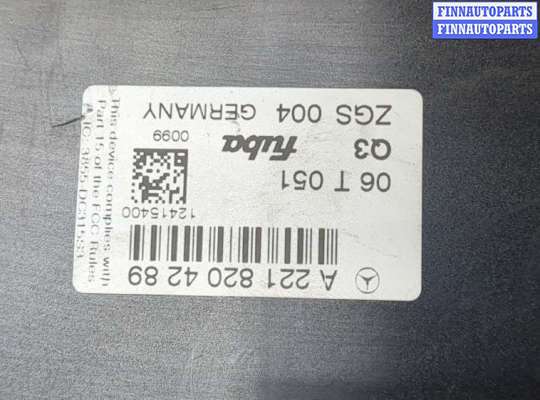 FINNAUTOPARTS
FINNAUTOPARTS
A 221 820 42 89
12415400
06 T 051
Q3 fuba 0099
ZGS 004 GERMANY
This device complies with
Part 15 of the FCC Rules